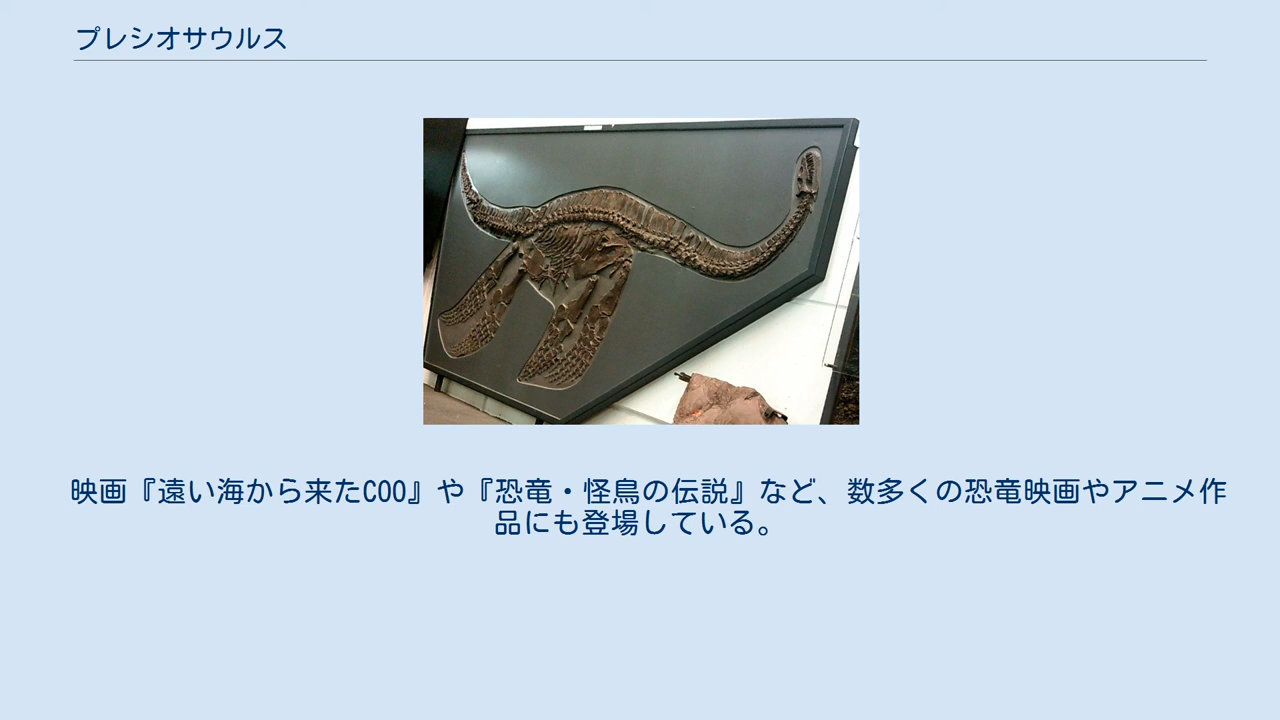 プレシオサウルス
映画『遠い海から来たCOO』や『恐竜・怪鳥の伝説』など、数多くの恐竜映画やアニメ作
品にも登場している。